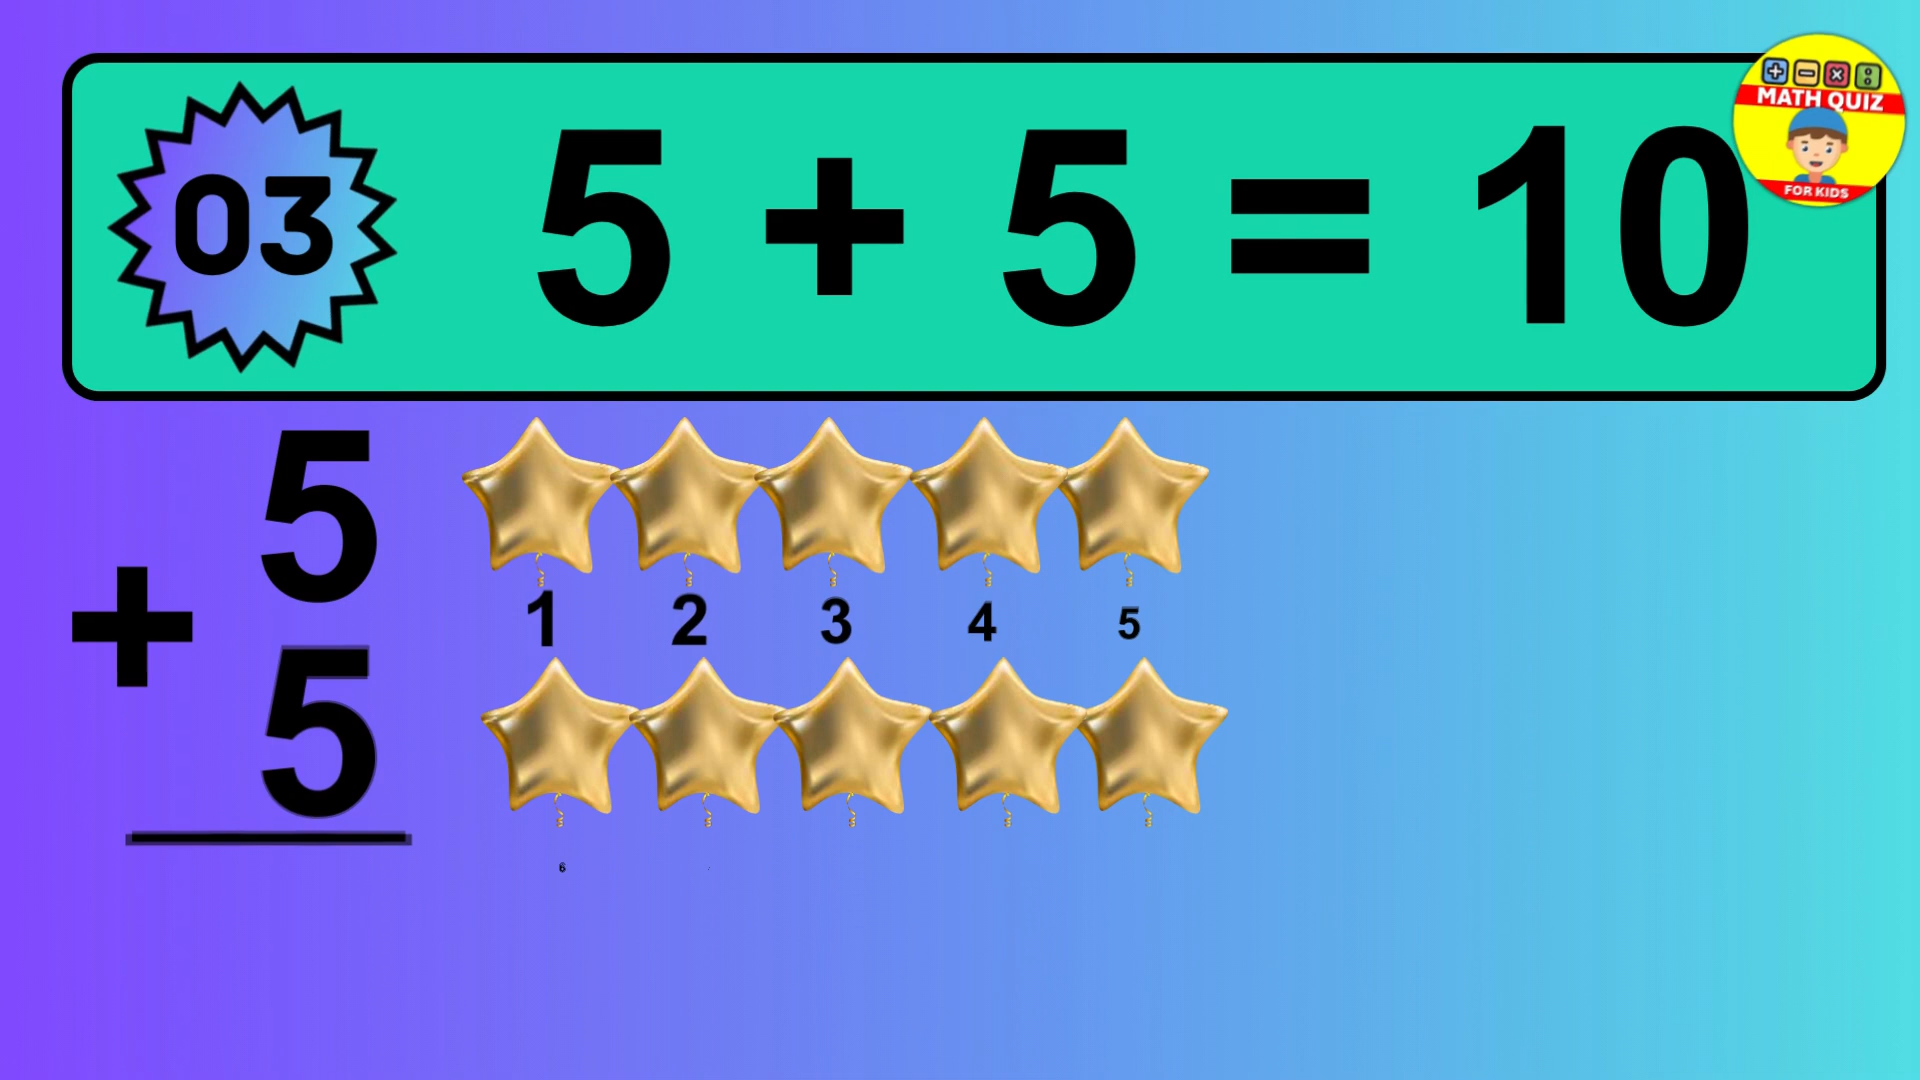 03
5 + 5 = 10
+ - × ÷
MATH QUIZ
FOR KIDS
5
+
5
1 2 3 4 5
6